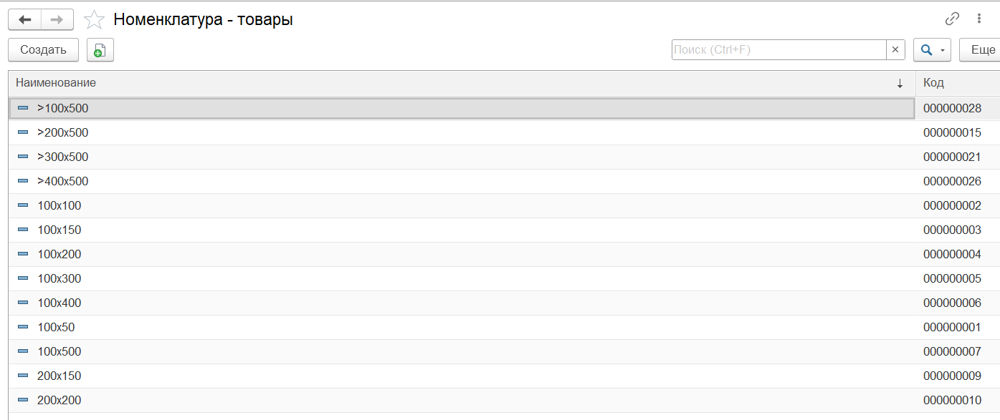 Номенклатура - товары
Создать Поиск (Ctrl+F) × Еще
Наименование ↓ Код
>100x500 000000028
>200x500 000000015
>300x500 000000021
>400x500 000000026
100x100 000000002
100x150 000000003
100x200 000000004
100x300 000000005
100x400 000000006
100x50 000000001
100x500 000000007
200x150 000000009
200x200 000000010